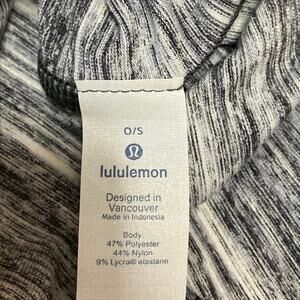 O/S
lululemon
Designed in
Vancouver
Made in Indonesia
Body:
47% Polyester
44% Nylon
9% Lycra® elastane